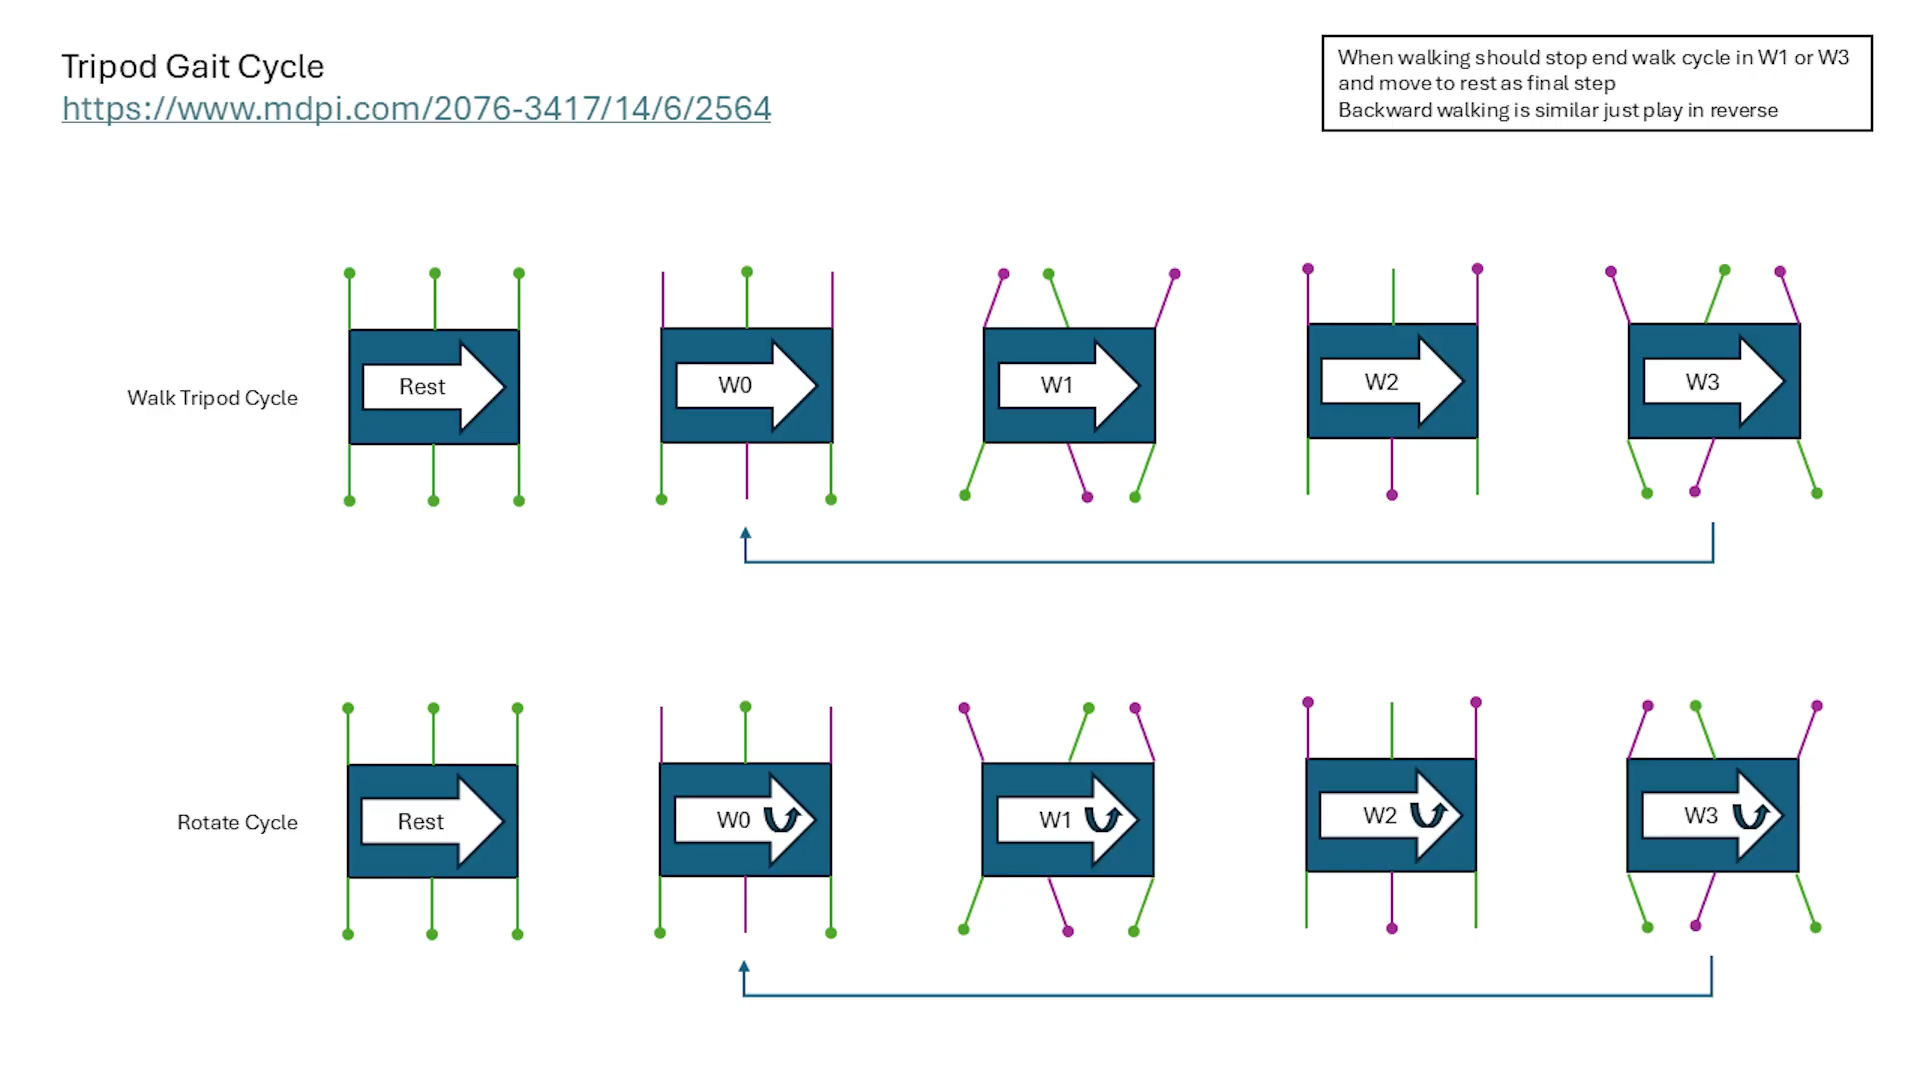 Tripod Gait Cycle
https://www.mdpi.com/2076-3417/14/6/2564
When walking should stop end walk cycle in W1 or W3
and move to rest as final step
Backward walking is similar just play in reverse
Walk Tripod Cycle
Rest
W0
W1
W2
W3
Rotate Cycle
Rest
W0
W1
W2
W3